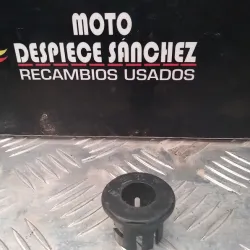 MOTO
DESPIECE SÁNCHEZ
RECAMBIOS USADOS